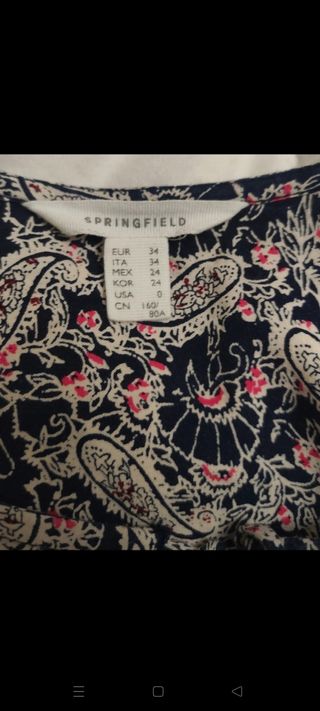 SPRINGFIELD
EUR 34
ITA 34
MEX 24
KOR 24
USA 0
CN 160/
80A